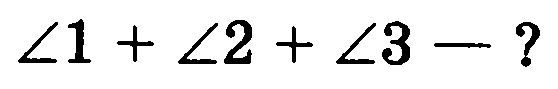 ∠1 + ∠2 + ∠3 — ?